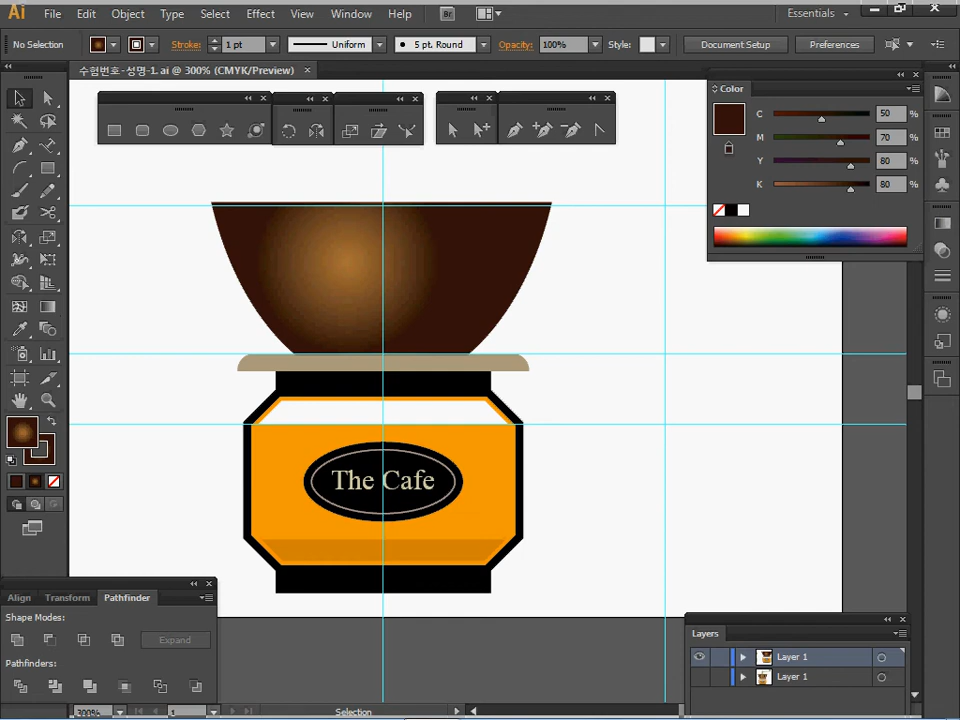 Ai File Edit Object Type Select Effect View Window Help Br Essentials
No Selection Stroke: 1 pt Uniform 5 pt. Round Opacity: 100% Style: Document Setup Preferences
수험번호-성명-1. ai @ 300% (CMYK/Preview)
Color
C 50 %
M 70 %
Y 80 %
K 80 %
The Cafe
Align Transform Pathfinder
Shape Modes:
Expand
Pathfinders:
Layers
Layer 1
Layer 1
300% 1 Selection